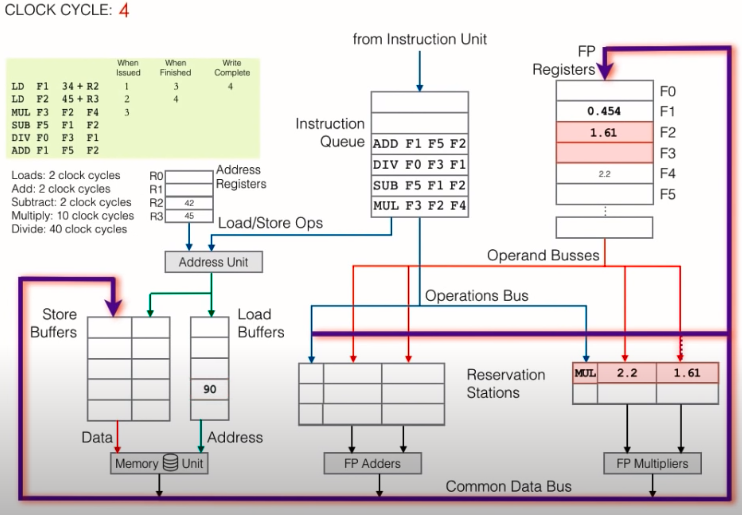 CLOCK CYCLE: 4
When Issued
When Finished
Write Complete
LD F1 34 + R2 1 3 4
LD F2 45 + R3 2 4
MUL F3 F2 F4 3
SUB F5 F1 F2
DIV F0 F3 F1
ADD F1 F5 F2
Loads: 2 clock cycles
Add: 2 clock cycles
Subtract: 2 clock cycles
Multiply: 10 clock cycles
Divide: 40 clock cycles
R0
R1
R2 42
R3 45
Address
Registers
from Instruction Unit
Instruction
Queue
ADD F1 F5 F2
DIV F0 F3 F1
SUB F5 F1 F2
MUL F3 F2 F4
FP
Registers
F0
0.454 F1
1.61 F2
F3
2.2 F4
F5
Load/Store Ops
Address Unit
Operand Busses
Operations Bus
Store
Buffers
Load
Buffers
90
Reservation
Stations
MUL 2.2 1.61
Data
Address
Memory Unit
FP Adders
FP Multipliers
Common Data Bus